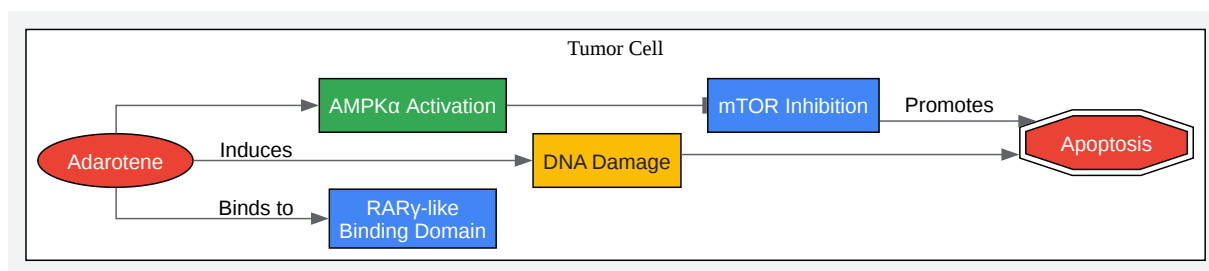 Tumor Cell
AMPKα Activation
mTOR Inhibition
Promotes
Adarotene
Induces
DNA Damage
Apoptosis
Binds to
RARγ-like
Binding Domain